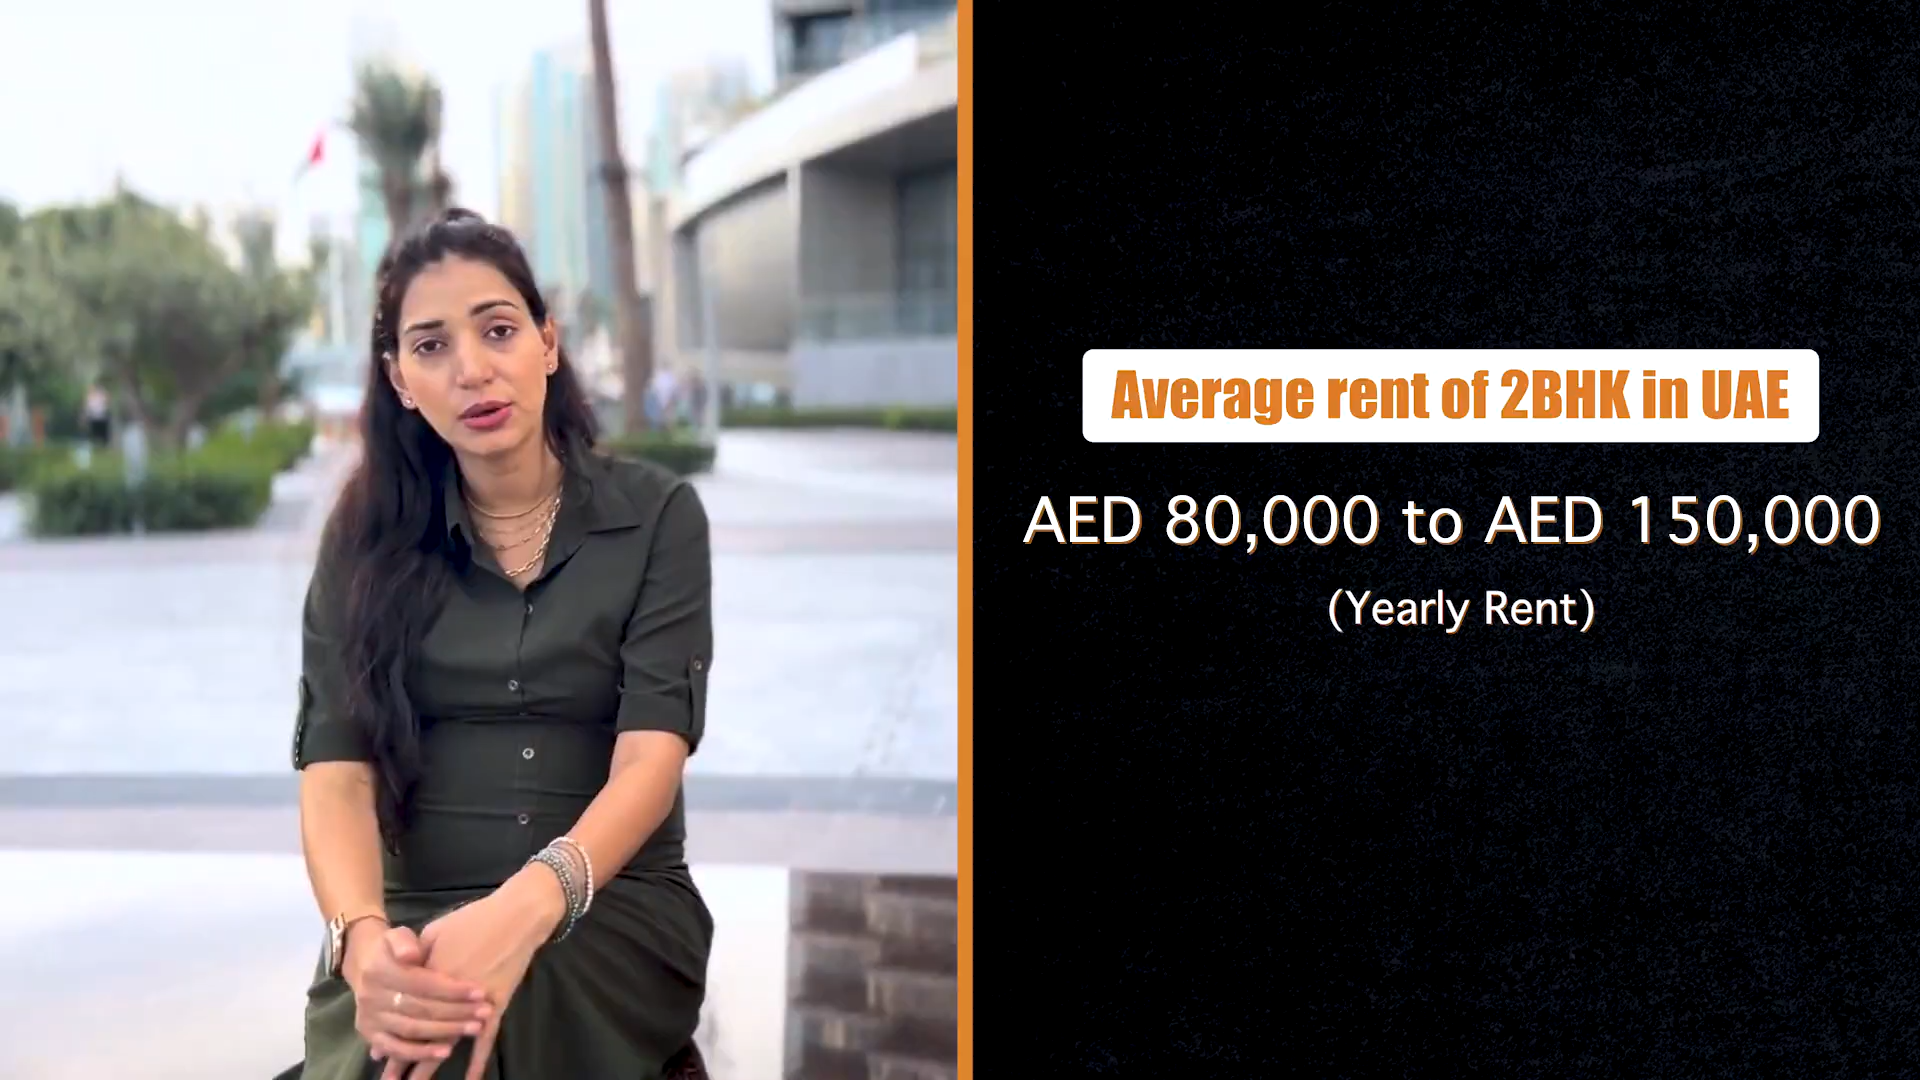 Average rent of 2BHK in UAE
AED 80,000 to AED 150,000
(Yearly Rent)